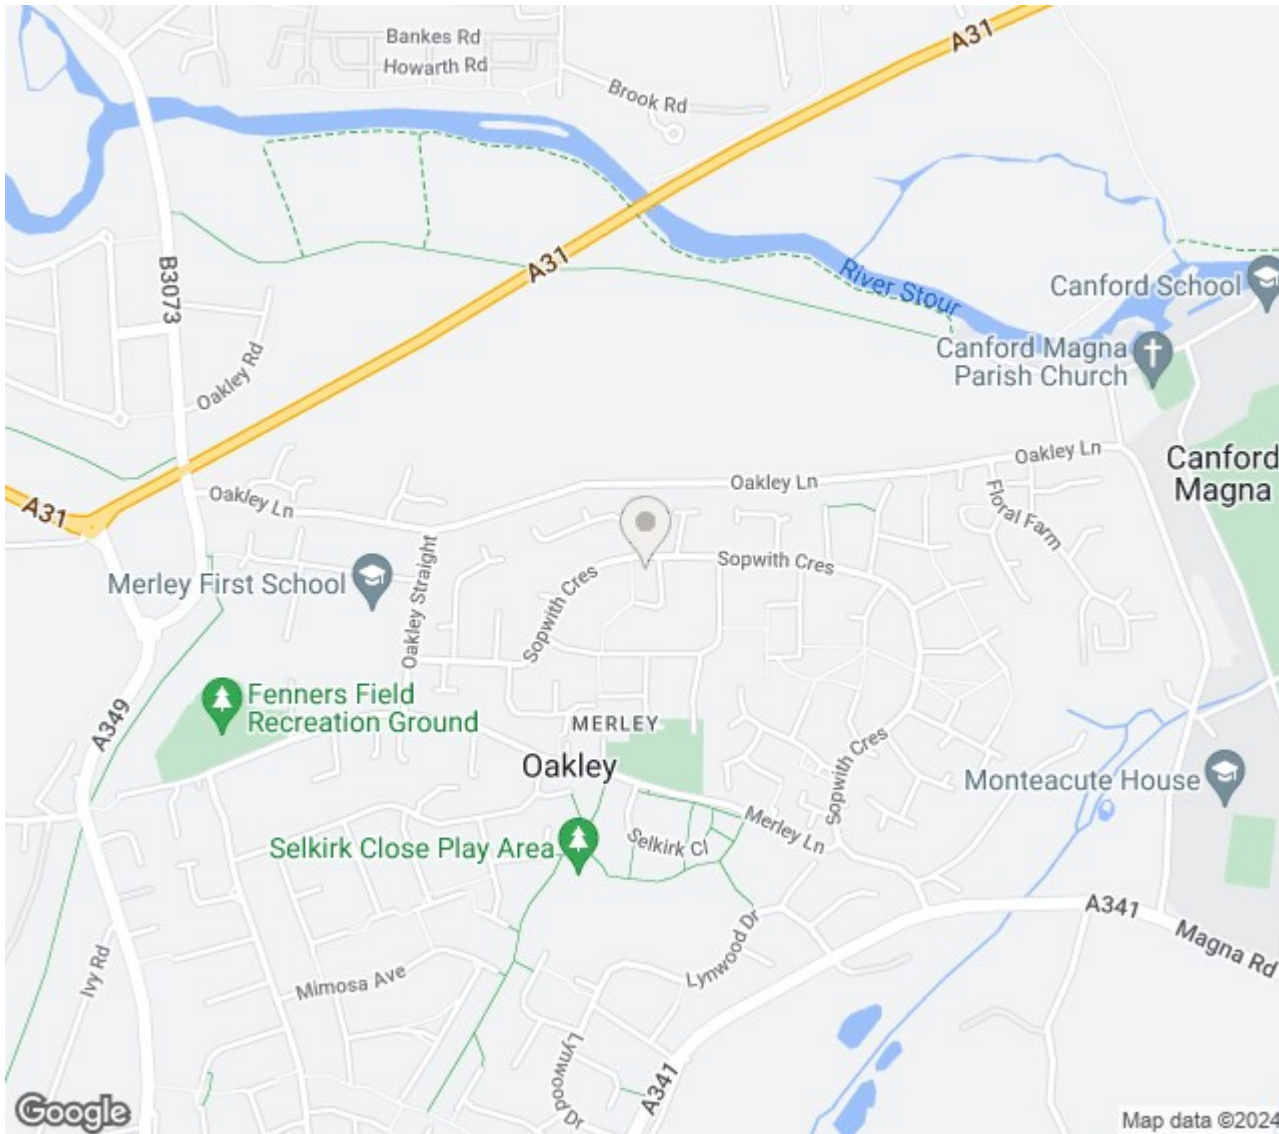 Bankes Rd
Howarth Rd
Brook Rd
A31
B3073
A31
River Stour
Canford School
Canford Magna
Parish Church
Oakley Rd
Canford
Magna
Oakley Ln
Oakley Ln
Floral Farm
A31
Oakley Ln
Merley First School
Oakley Straight
Sopwith Cres
Sopwith Cres
Fenners Field
Recreation Ground
A349
MERLEY
Oakley
Sopwith Cres
Monteacute House
Merley Ln
Selkirk Cl
Selkirk Close Play Area
A341
Magna Rd
Lynwood Dr
Ivy Rd
Mimosa Ave
Lynwood Dr
A341
Google
Map data ©2024